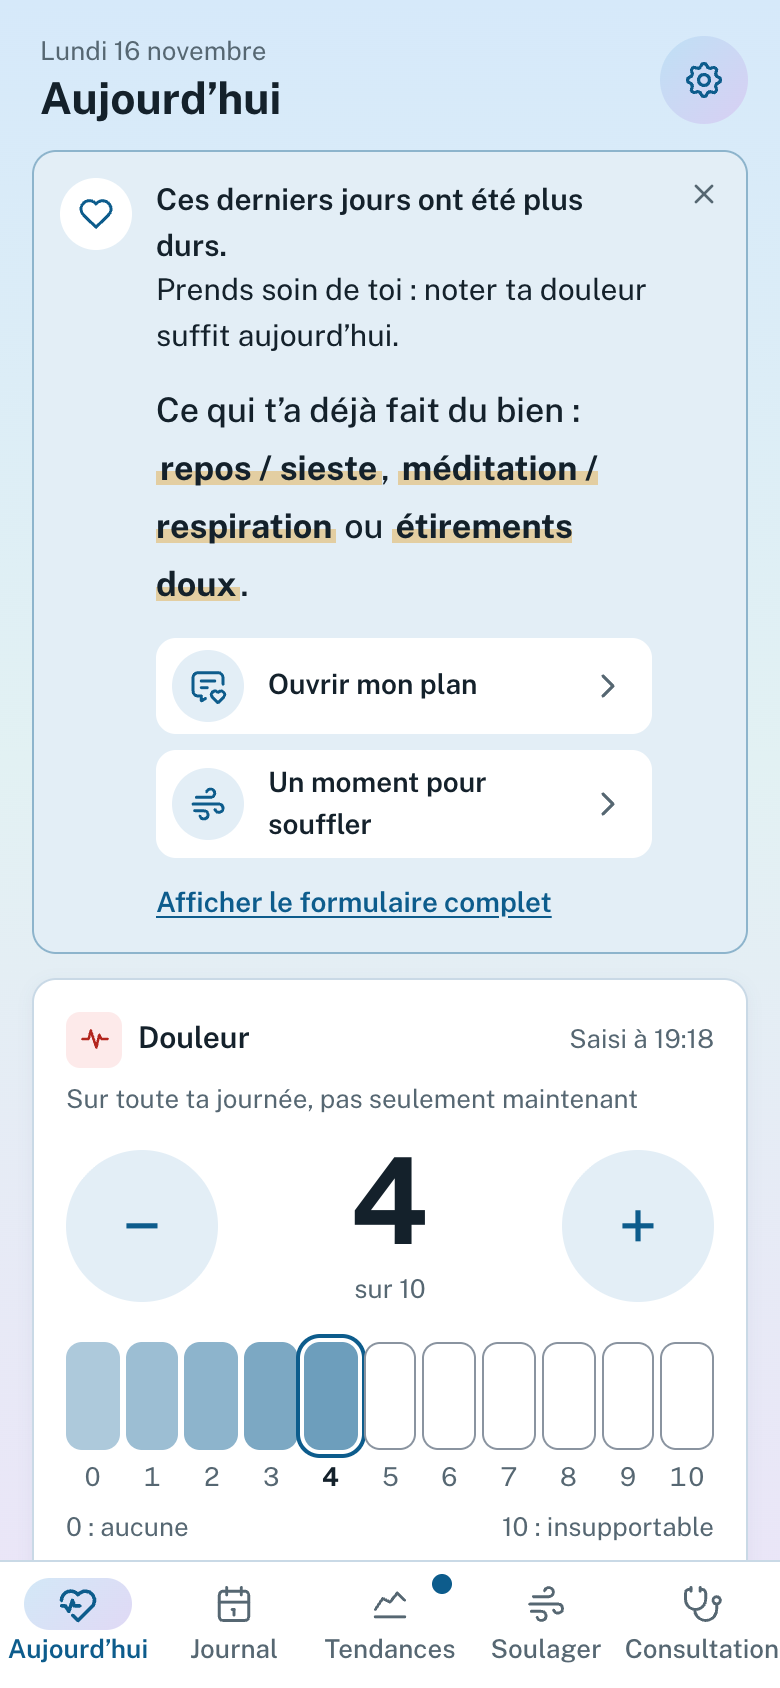 Lundi 16 novembre
Aujourd’hui
Ces derniers jours ont été plus
durs.
Prends soin de toi : noter ta douleur
suffit aujourd’hui.
Ce qui t’a déjà fait du bien :
repos / sieste, méditation /
respiration ou étirements
doux.
Ouvrir mon plan
Un moment pour
souffler
Afficher le formulaire complet
Douleur
Saisi à 19:18
Sur toute ta journée, pas seulement maintenant
4
sur 10
0 1 2 3 4 5 6 7 8 9 10
0 : aucune
10 : insupportable
Aujourd’hui
Journal
Tendances
Soulager
Consultation